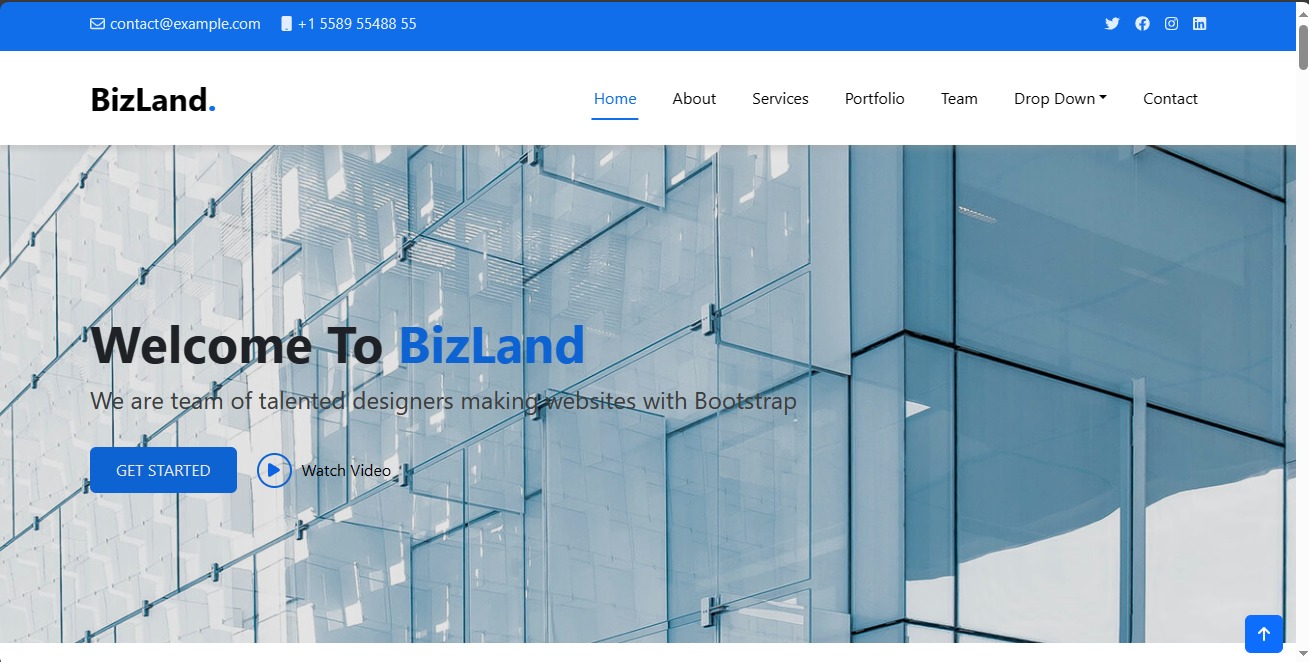 contact@example.com +1 5589 55488 55
BizLand.
Home About Services Portfolio Team Drop Down Contact
Welcome To BizLand
We are team of talented designers making websites with Bootstrap
GET STARTED Watch Video